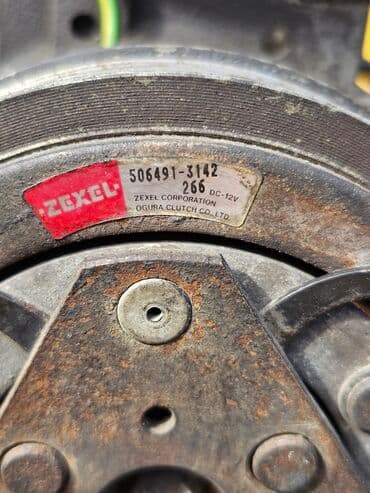 ZEXEL
506491-3142
266 DC-12V
ZEXEL CORPORATION
OGURA CLUTCH CO., LTD.